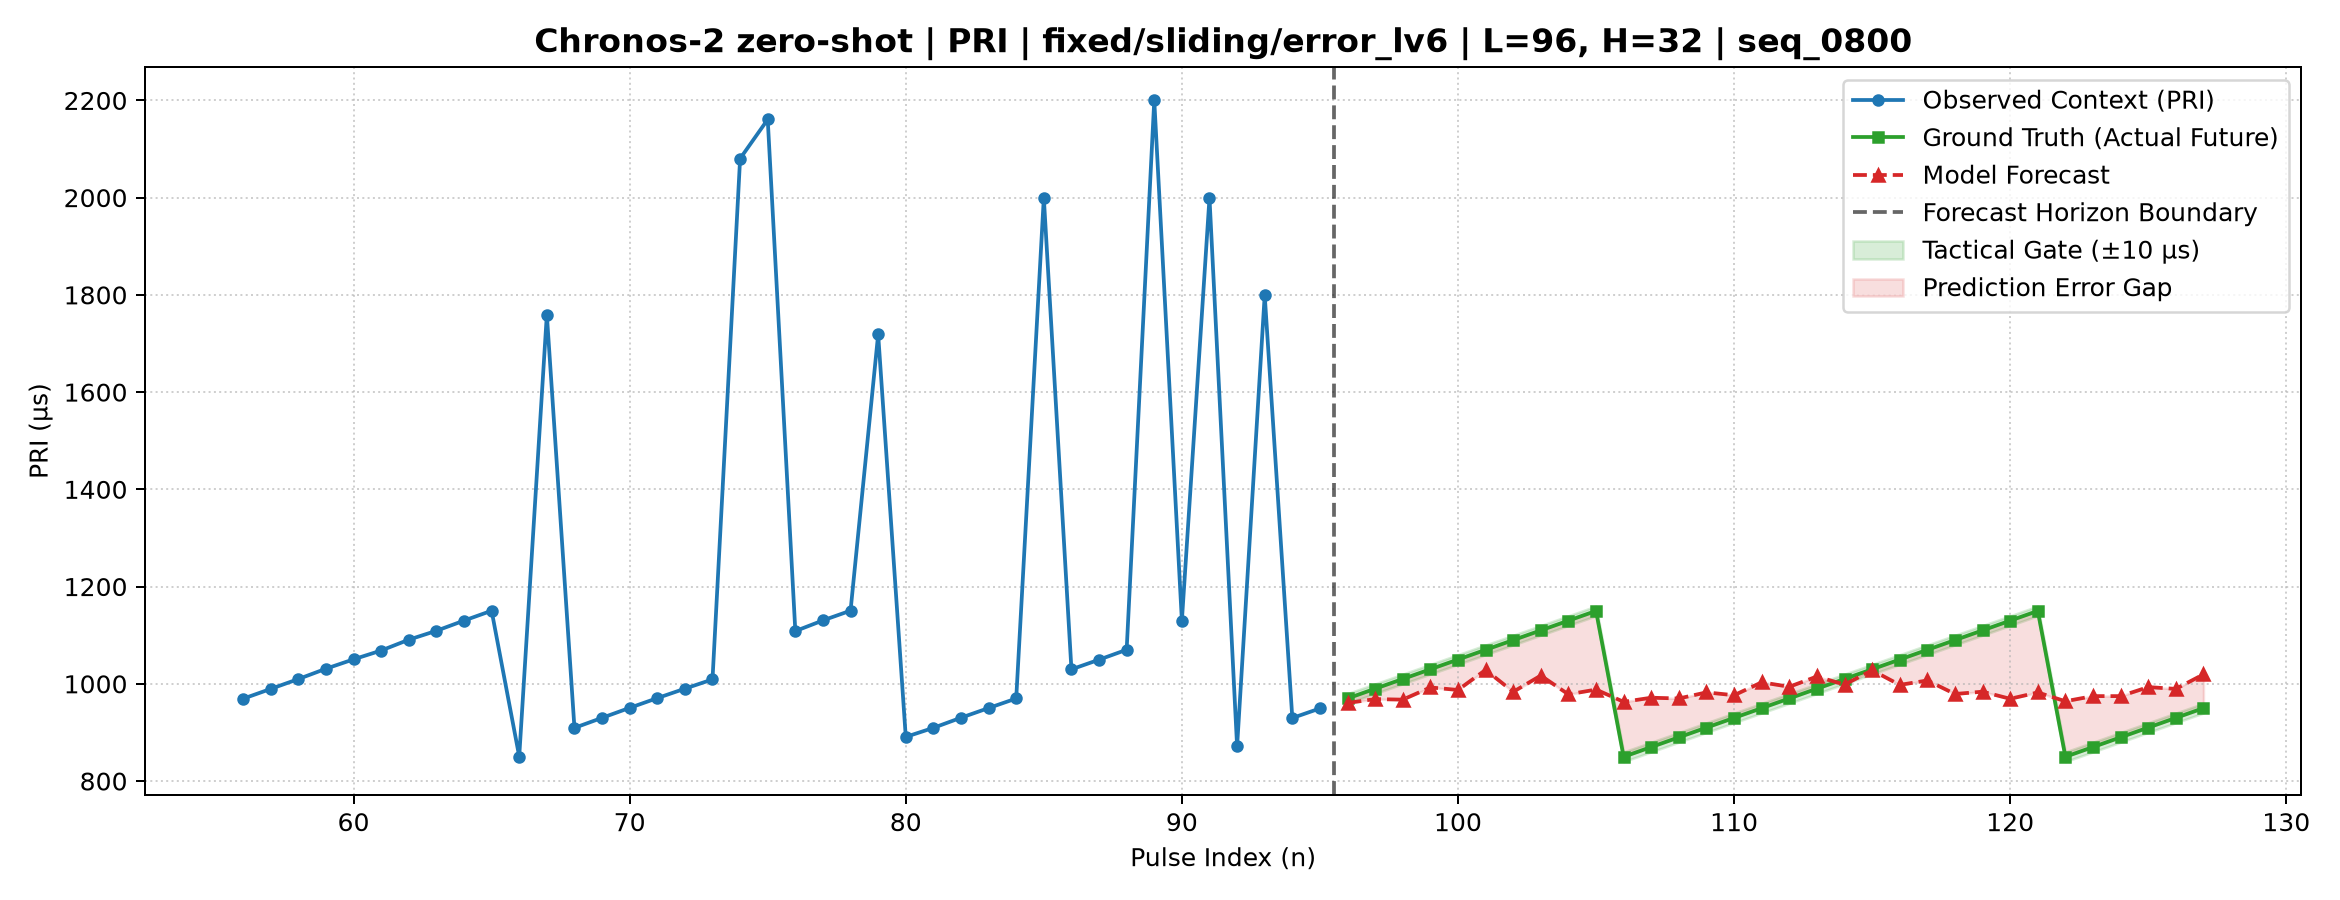 Chronos-2 zero-shot | PRI | fixed/sliding/error_lv6 | L=96, H=32 | seq_0800
PRI (µs)
2200
2000
1800
1600
1400
1200
1000
800
Observed Context (PRI)
Ground Truth (Actual Future)
Model Forecast
Forecast Horizon Boundary
Tactical Gate (±10 µs)
Prediction Error Gap
60 70 80 90 100 110 120 130
Pulse Index (n)